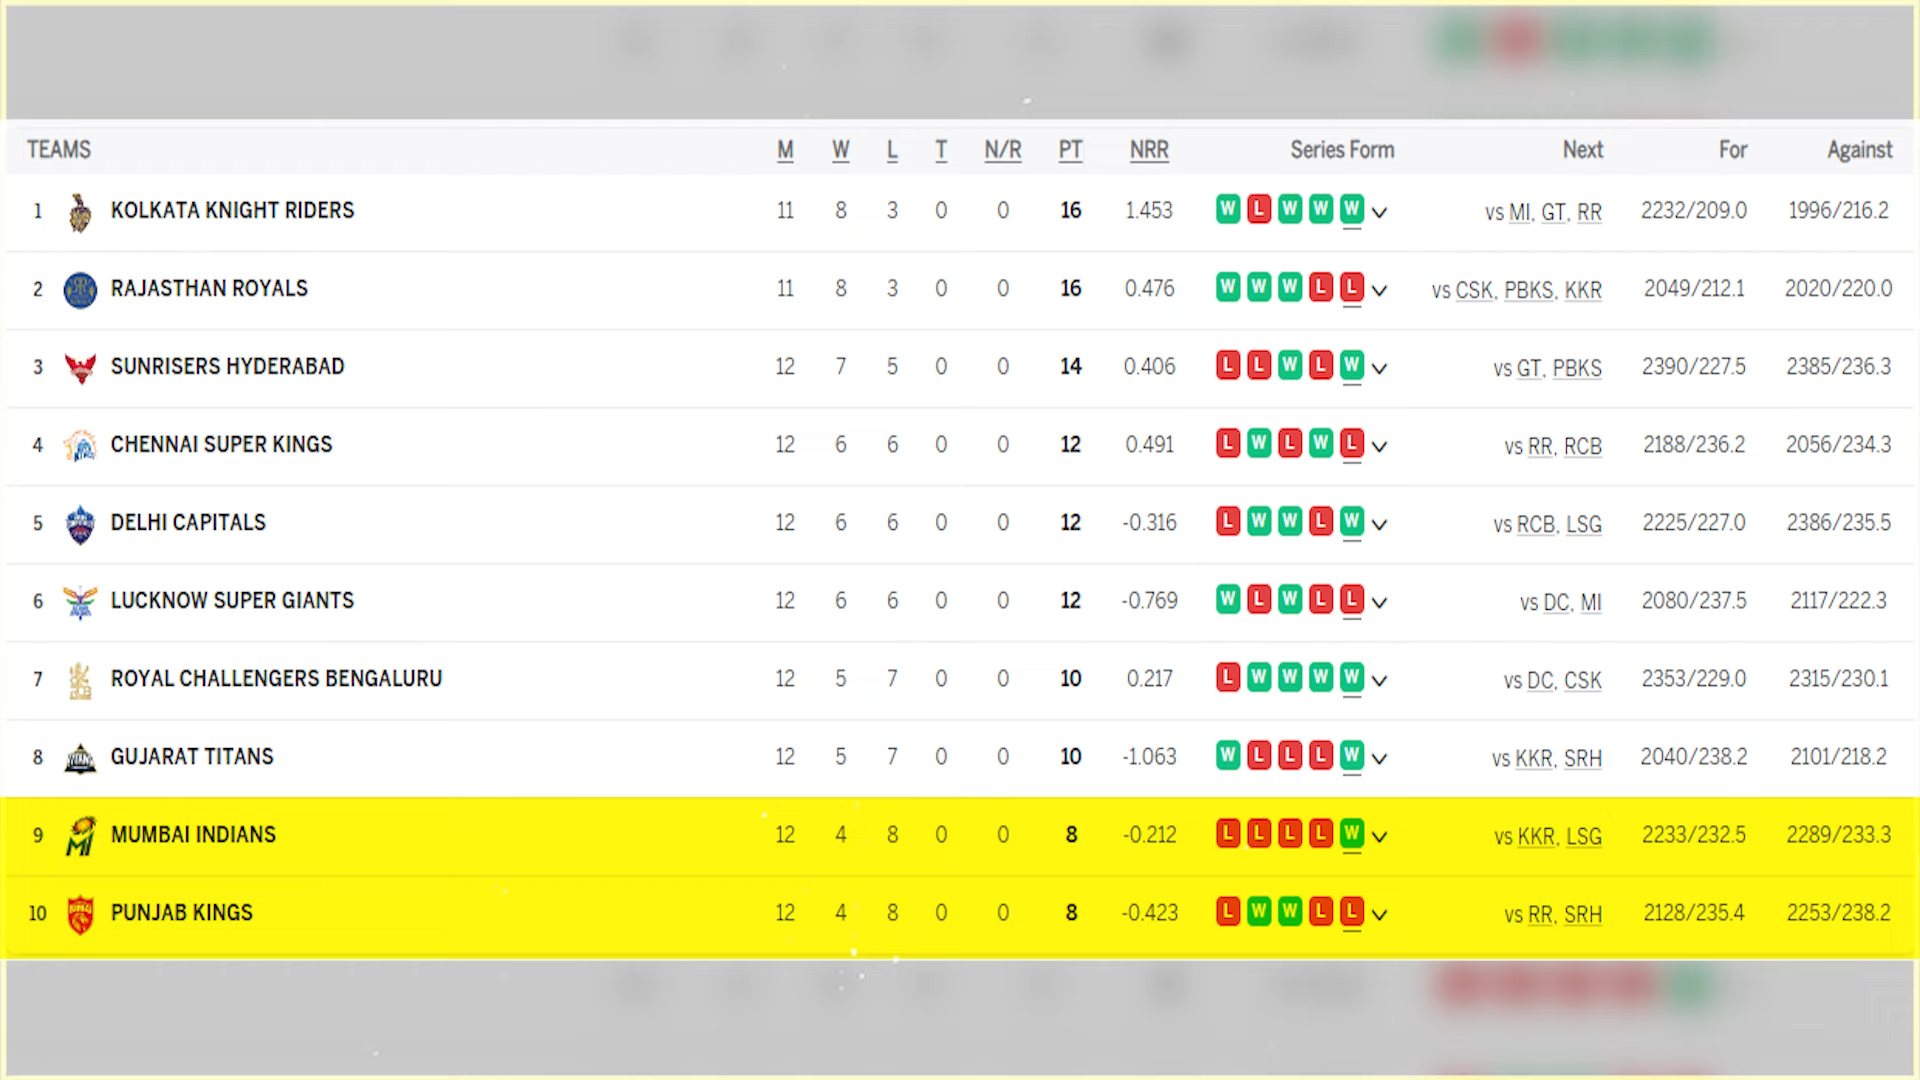 TEAMS M W L T N/R PT NRR Series Form Next For Against
1 KOLKATA KNIGHT RIDERS 11 8 3 0 0 16 1.453 W L W W W vs MI, GT, RR 2232/209.0 1996/216.2
2 RAJASTHAN ROYALS 11 8 3 0 0 16 0.476 W W W L L vs CSK, PBKS, KKR 2049/212.1 2020/220.0
3 SUNRISERS HYDERABAD 12 7 5 0 0 14 0.406 L L W L W vs GT, PBKS 2390/227.5 2385/236.3
4 CHENNAI SUPER KINGS 12 6 6 0 0 12 0.491 L W L W L vs RR, RCB 2188/236.2 2056/234.3
5 DELHI CAPITALS 12 6 6 0 0 12 -0.316 L W W L W vs RCB, LSG 2225/227.0 2386/235.5
6 LUCKNOW SUPER GIANTS 12 6 6 0 0 12 -0.769 W L W L L vs DC, MI 2080/237.5 2117/222.3
7 ROYAL CHALLENGERS BENGALURU 12 5 7 0 0 10 0.217 L W W W W vs DC, CSK 2353/229.0 2315/230.1
8 GUJARAT TITANS 12 5 7 0 0 10 -1.063 W L L L W vs KKR, SRH 2040/238.2 2101/218.2
9 MUMBAI INDIANS 12 4 8 0 0 8 -0.212 L L L L W vs KKR, LSG 2233/232.5 2289/233.3
10 PUNJAB KINGS 12 4 8 0 0 8 -0.423 L W W L L vs RR, SRH 2128/235.4 2253/238.2